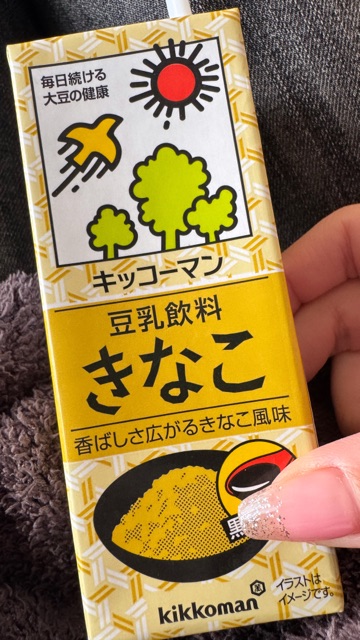 毎日続ける
大豆の健康
キッコーマン
豆乳飲料
きなこ
香ばしさ広がるきなこ風味
黒
kikkoman
イラストは
イメージです。